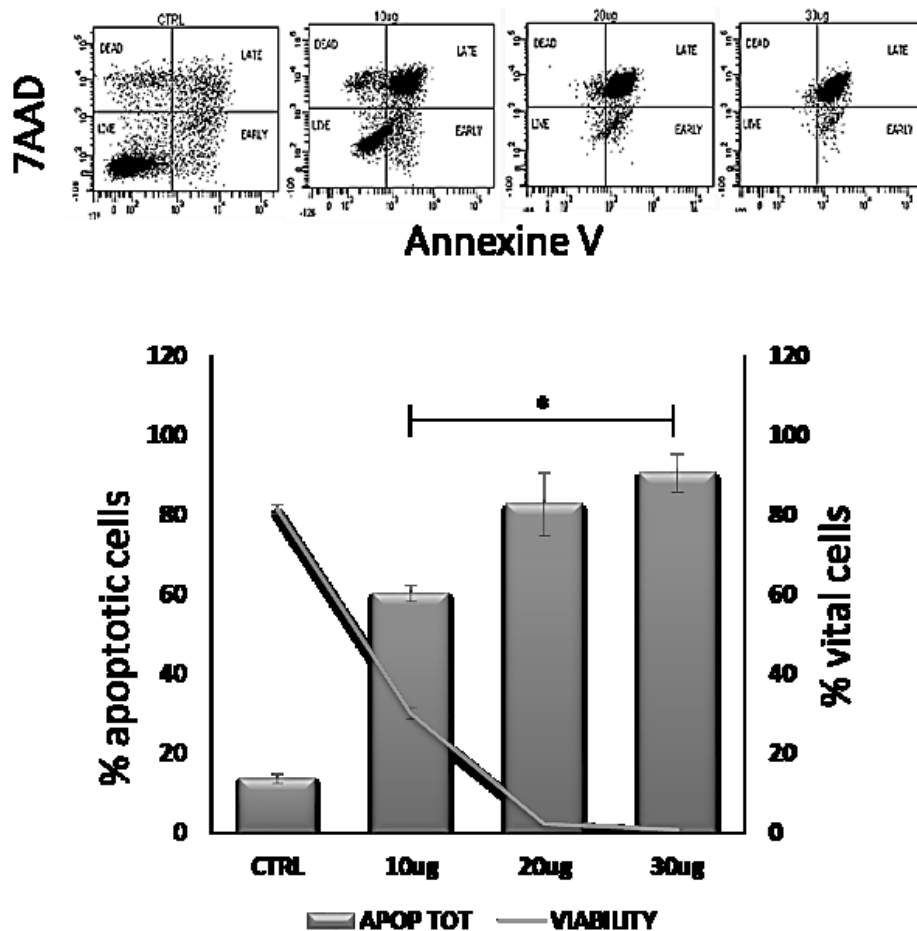 CTRL 10ug 20ug 30ug
DEAD LATE DEAD LATE DEAD LATE DEAD LATE
LIVE EARLY LIVE EARLY LIVE EARLY LIVE EARLY
7AAD
Annexine V
120 120
*
100 100
80 80
60 60
40 40
20 20
0 0
% apoptotic cells
% vital cells
CTRL 10ug 20ug 30ug
APOP TOT VIABILITY